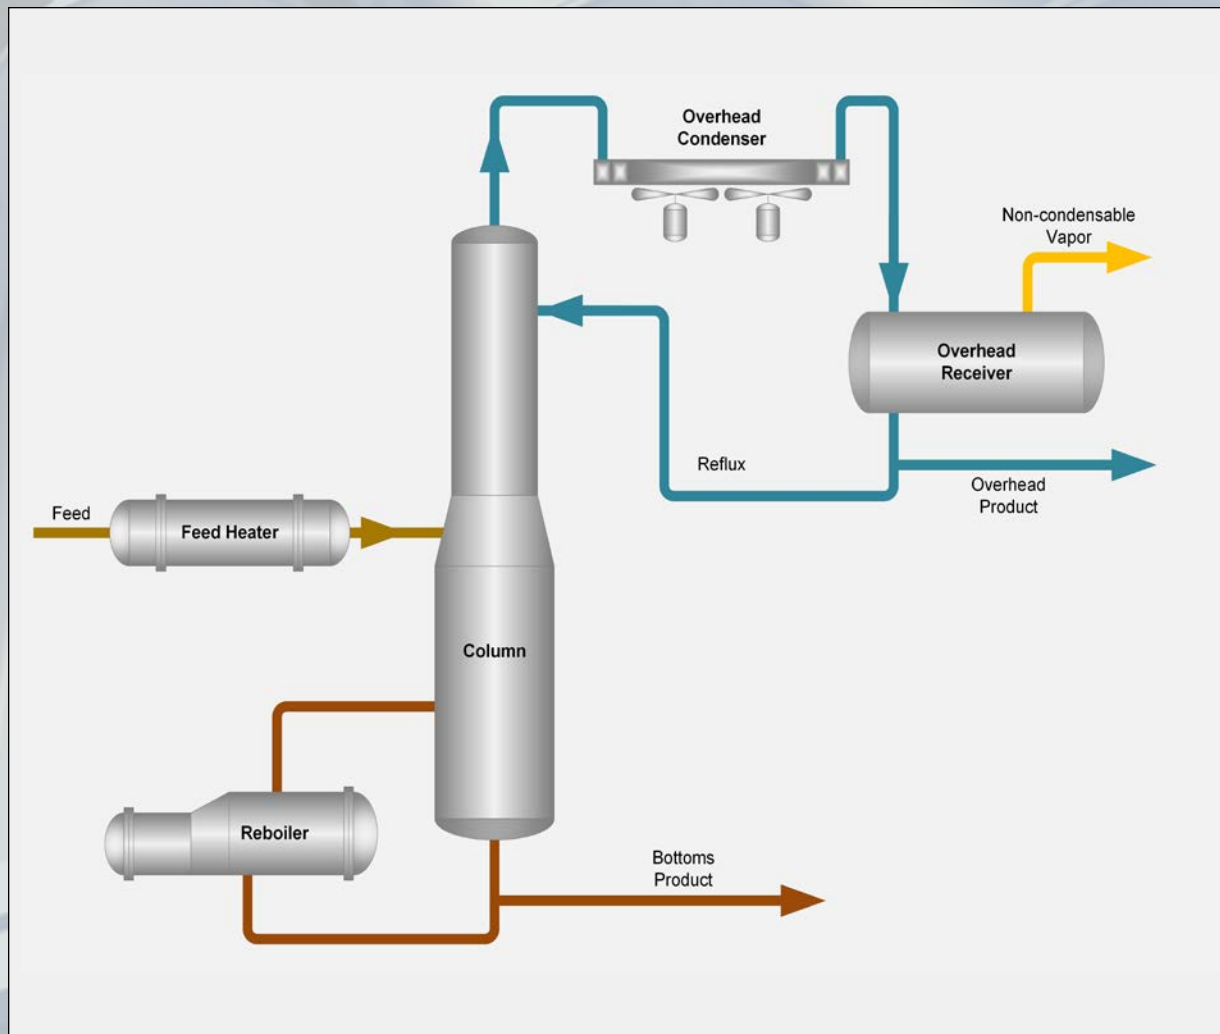 Overhead
Condenser
Non-condensable
Vapor
Overhead
Receiver
Reflux
Overhead
Product
Feed
Feed Heater
Column
Reboiler
Bottoms
Product